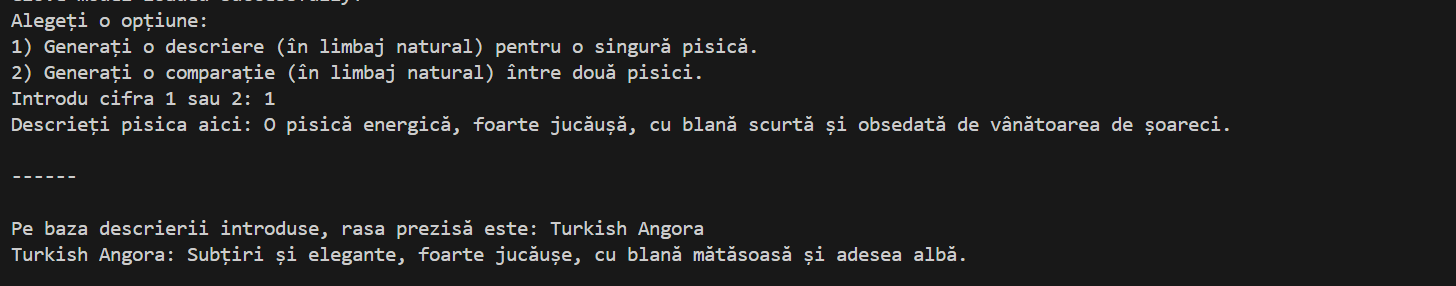 Alegeți o opțiune:
1) Generați o descriere (în limbaj natural) pentru o singură pisică.
2) Generați o comparație (în limbaj natural) între două pisici.
Introdu cifra 1 sau 2: 1
Descrieți pisica aici: O pisică energică, foarte jucăușă, cu blană scurtă și obsedată de vânătoarea de șoareci.
------
Pe baza descrierii introduse, rasa prezisă este: Turkish Angora
Turkish Angora: Subțiri și elegante, foarte jucăușe, cu blană mătăsoasă și adesea albă.